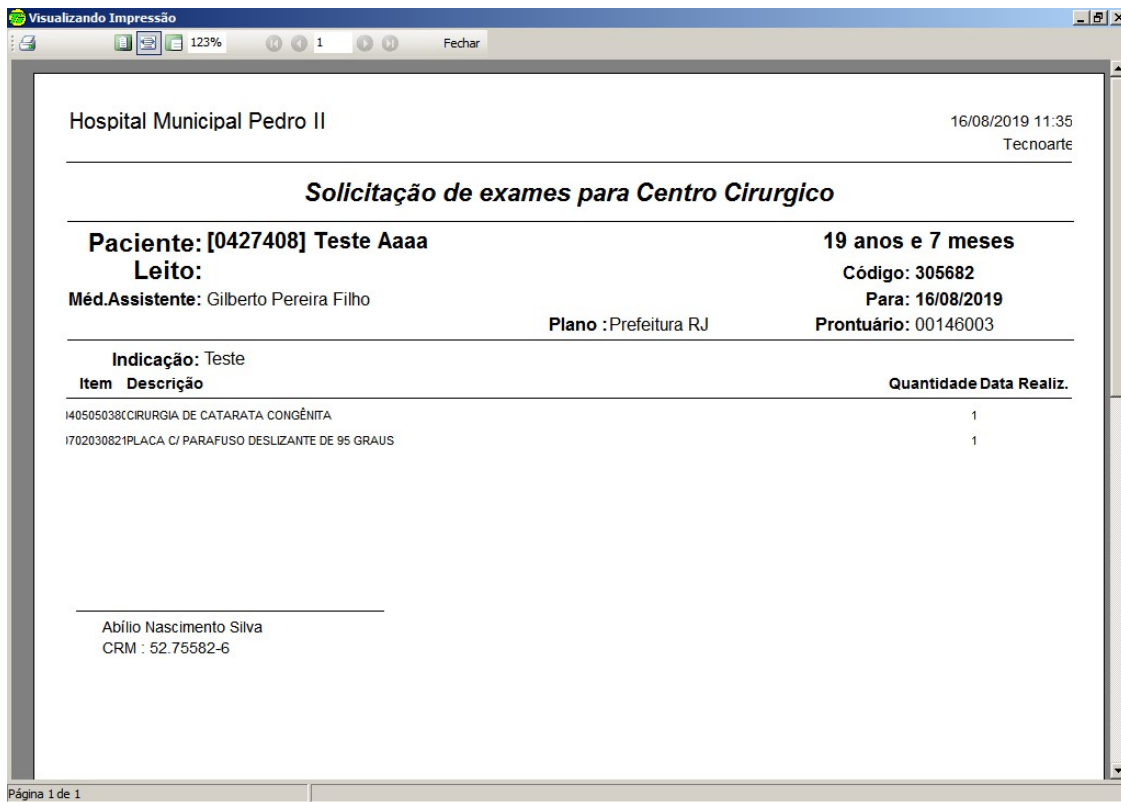 Visualizando Impressão
123% 1 Fechar
Hospital Municipal Pedro II 16/08/2019 11:35
Tecnoarte
Solicitação de exames para Centro Cirurgico
Paciente: [0427408] Teste Aaaa 19 anos e 7 meses
Leito: Código: 305682
Méd.Assistente: Gilberto Pereira Filho Para: 16/08/2019
Plano : Prefeitura RJ Prontuário: 00146003
Indicação: Teste
Item Descrição Quantidade Data Realiz.
CIRURGIA DE CATARATA CONGÊNITA 1
PLACA C/ PARAFUSO DESLIZANTE DE 95 GRAUS 1
Abílio Nascimento Silva
CRM : 52.75582-6
Página 1 de 1